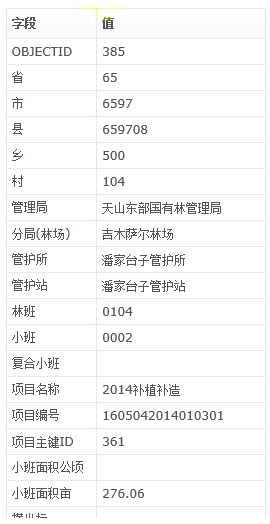 字段 值
OBJECTID 385
省 65
市 6597
县 659708
乡 500
村 104
管理局 天山东部国有林管理局
分局(林场) 吉木萨尔林场
管护所 潘家台子管护所
管护站 潘家台子管护站
林班 0104
小班 0002
复合小班
项目名称 2014补植补造
项目编号 1605042014010301
项目主键ID 361
小班面积公顷
小班面积亩 276.06